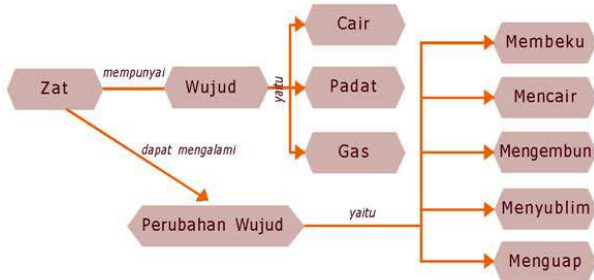 Zat
mempunyai
Wujud
yaitu
Cair
Padat
Gas
dapat mengalami
Perubahan Wujud
yaitu
Membeku
Mencair
Mengembun
Menyublim
Menguap